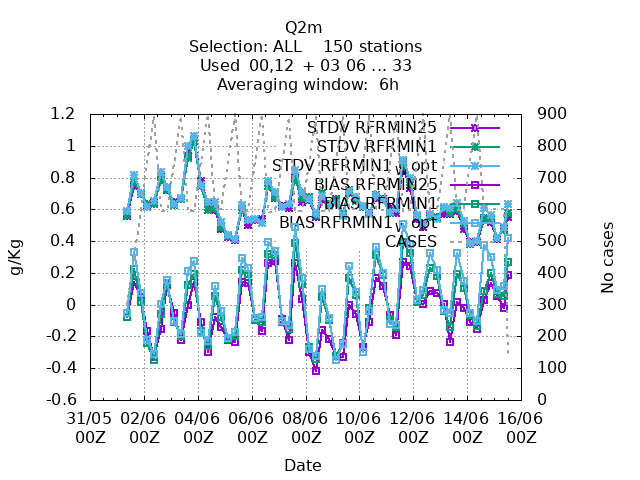 Q2m
Selection: ALL    150 stations
Used  00,12  + 03 06 ... 33
Averaging window:  6h
1.2
1
0.8
0.6
0.4
0.2
0
-0.2
-0.4
-0.6
g/Kg
900
800
700
600
500
400
300
200
100
0
No cases
STDV RFRMIN25
STDV RFRMIN1
STDV RFRMIN1_w_opt
BIAS RFRMIN25
BIAS RFRMIN1
BIAS RFRMIN1_w_opt
CASES
31/05 02/06 04/06 06/06 08/06 10/06 12/06 14/06 16/06
00Z 00Z 00Z 00Z 00Z 00Z 00Z 00Z 00Z
Date